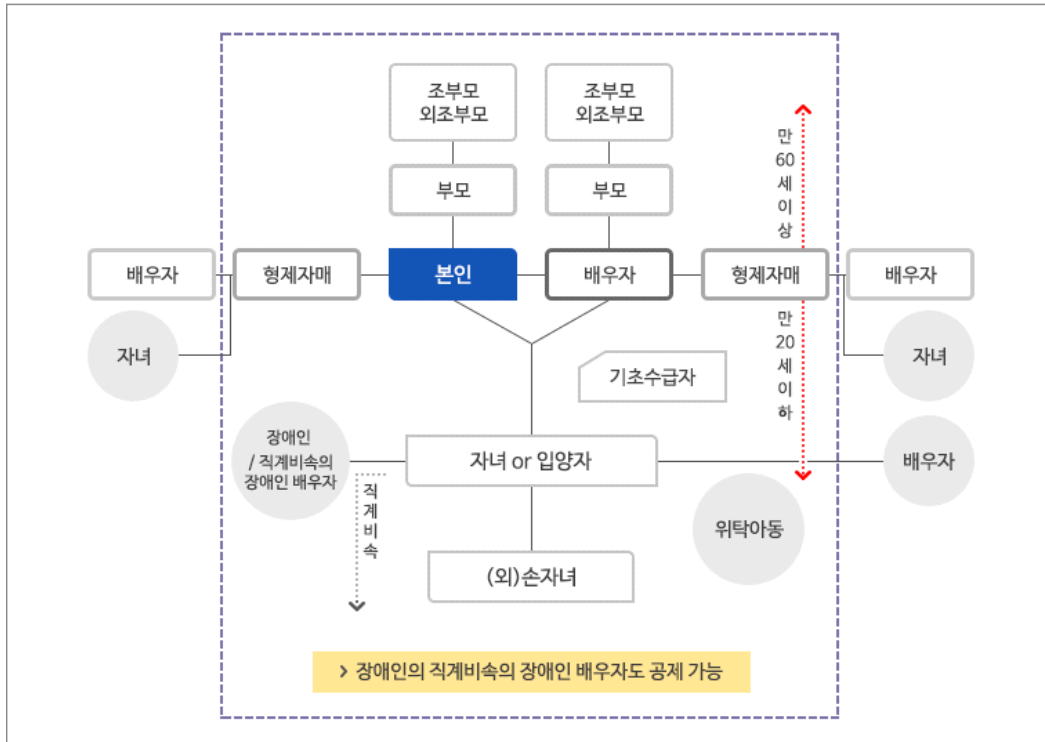 조부모
외조부모
조부모
외조부모
만
60
세
이
상
부모
부모
배우자
형제자매
본인
배우자
형제자매
배우자
만
20
세
이
하
자녀
자녀
기초수급자
장애인
/ 직계비속의
장애인 배우자
자녀 or 입양자
배우자
직
계
비
속
위탁아동
(외)손자녀
> 장애인의 직계비속의 장애인 배우자도 공제 가능